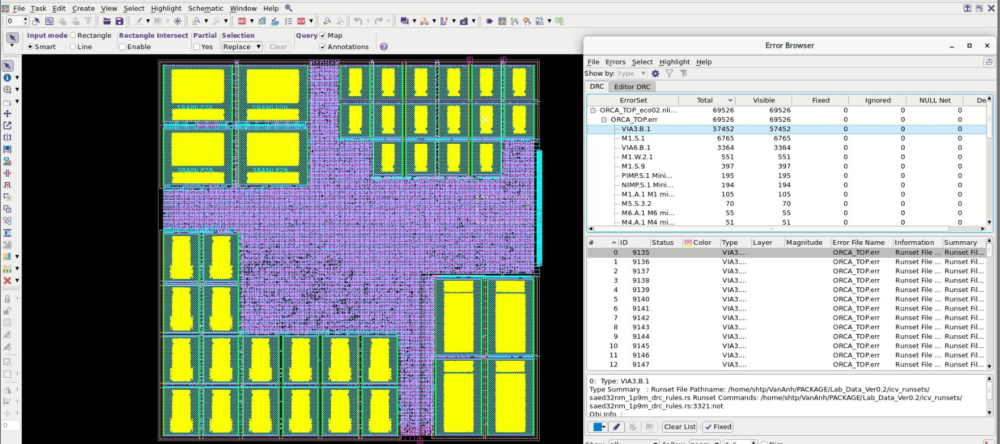 File Task Edit Create View Select Highlight Schematic Window Help
0 DRC ICV
Input mode Rectangle Rectangle Intersect Partial Selection Query Map
Smart Line Enable Yes Replace Clear Annotations
Error Browser
File Errors Select Highlight Help
Show by: type
DRC Editor DRC
ErrorSet Total Visible Fixed Ignored NULL Net De
ORCA_TOP_eco02.nli... 69526 69526 0 0 0
ORCA_TOP.err 69526 69526 0 0 0
VIA3.B.1 57452 57452 0 0 0
M1.S.1 6765 6765 0 0 0
VIA6.B.1 3364 3364 0 0 0
M1.W.2.1 551 551 0 0 0
M1.S.9 397 397 0 0 0
PIMP.S.1 Mini... 195 195 0 0 0
NIMP.S.1 Mini... 194 194 0 0 0
M1.A.1 M1 mi... 105 105 0 0 0
M5.S.3.2 70 70 0 0 0
M6.A.1 M6 mi... 55 55 0 0 0
M4.A.1 M4 mi... 51 51 0 0 0
# ID Status Color Type Layer Magnitude Error File Name Information Summary
0 9135 VIA3.... ORCA_TOP.err Runset File ... Runset Fil...
1 9136 VIA3.... ORCA_TOP.err Runset File ... Runset Fil...
2 9137 VIA3.... ORCA_TOP.err Runset File ... Runset Fil...
3 9138 VIA3.... ORCA_TOP.err Runset File ... Runset Fil...
4 9139 VIA3.... ORCA_TOP.err Runset File ... Runset Fil...
5 9140 VIA3.... ORCA_TOP.err Runset File ... Runset Fil...
6 9141 VIA3.... ORCA_TOP.err Runset File ... Runset Fil...
7 9142 VIA3.... ORCA_TOP.err Runset File ... Runset Fil...
8 9143 VIA3.... ORCA_TOP.err Runset File ... Runset Fil...
9 9144 VIA3.... ORCA_TOP.err Runset File ... Runset Fil...
10 9145 VIA3.... ORCA_TOP.err Runset File ... Runset Fil...
11 9146 VIA3.... ORCA_TOP.err Runset File ... Runset Fil...
12 9147 VIA3.... ORCA_TOP.err Runset File ... Runset Fil...
0: Type: VIA3.B.1
Type Summary : Runset File Pathname: /home/shtp/VanAnh/PACKAGE/Lab_Data_Ver0.2/icv_runsets/
saed32nm_1p9m_drc_rules.rs Runset Commands: /home/shtp/VanAnh/PACKAGE/Lab_Data_Ver0.2/icv_runsets/
saed32nm_1p9m_drc_rules.rs:3321:not
Obj Info :
Clear List Fixed
0